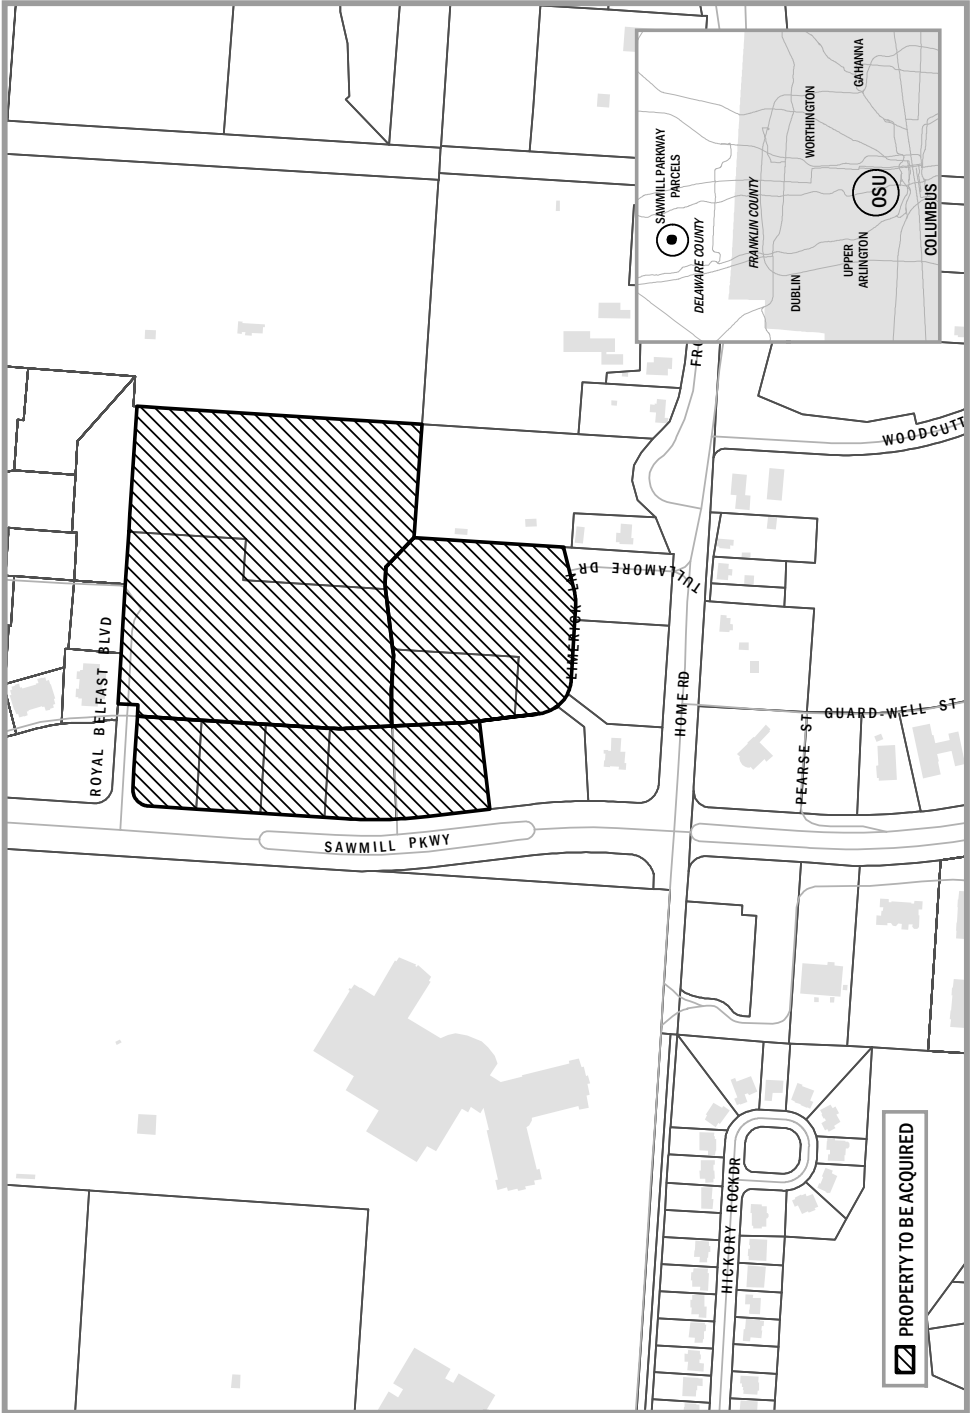 SAWMILL PARKWAY
PARCELS
DELAWARE COUNTY
FRANKLIN COUNTY
DUBLIN
WORTHINGTON
GAHANNA
UPPER
ARLINGTON
OSU
COLUMBUS
ROYAL BELFAST BLVD
SAWMILL PKWY
LIMERICK LN
TULLAMORE DR
HOME RD
FRO
WOODCUTT
GUARD-WELL ST
PEARSE ST
HICKORY ROCK DR
PROPERTY TO BE ACQUIRED